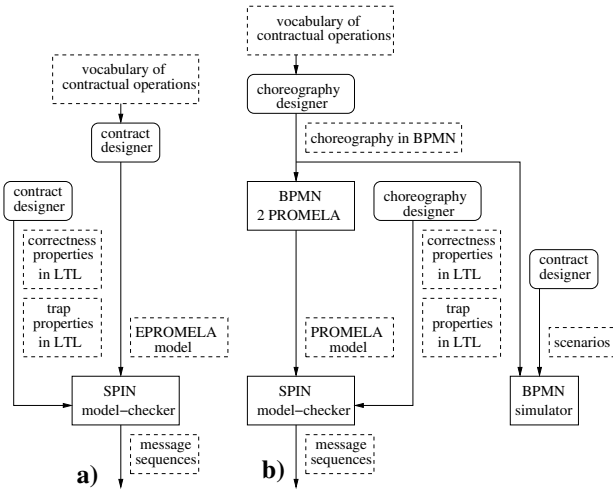 vocabulary of
contractual operations
contract
designer
contract
designer
correctness
properties
in LTL
trap
properties
in LTL
EPROMELA
model
SPIN
model-checker
message
sequences
a)
vocabulary of
contractual operations
choreography
designer
choreography in BPMN
BPMN
2 PROMELA
choreography
designer
correctness
properties
in LTL
trap
properties
in LTL
contract
designer
PROMELA
model
scenarios
SPIN
model-checker
BPMN
simulator
message
sequences
b)